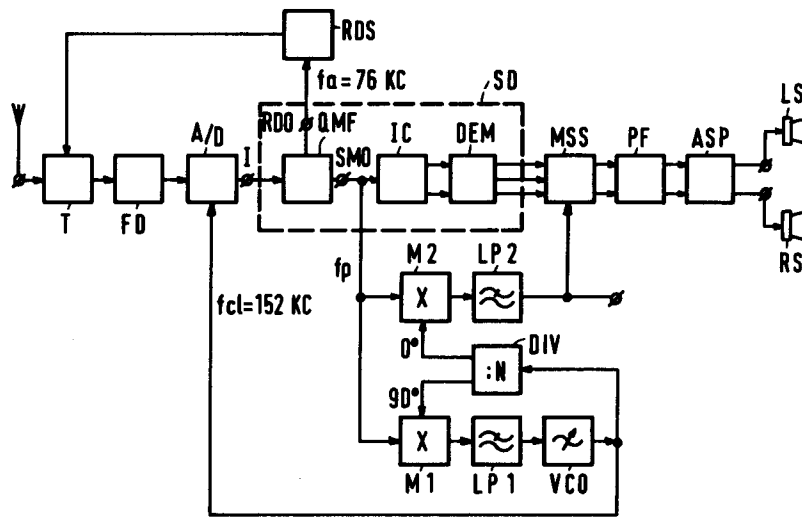 RDS
fa=76 KC
SD
LS
A/D
I
RDO
QMF
SMO
IC
DEM
MSS
PF
ASP
T
FD
RS
fp
M2
LP2
fcl=152 KC
X
0°
DIV
:N
90°
X
M1
LP1
VCO